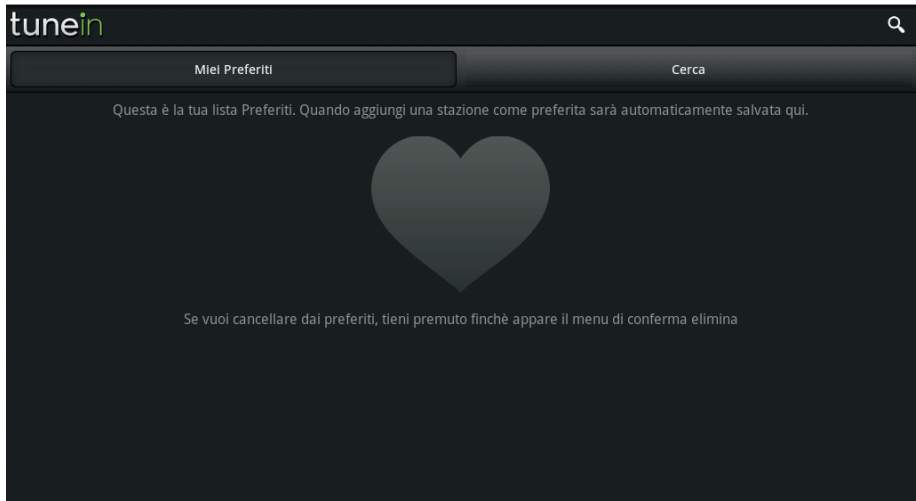 tunein
Miei Preferiti
Cerca
Questa è la tua lista Preferiti. Quando aggiungi una stazione come preferita sarà automaticamente salvata qui.
Se vuoi cancellare dai preferiti, tieni premuto finchè appare il menu di conferma elimina